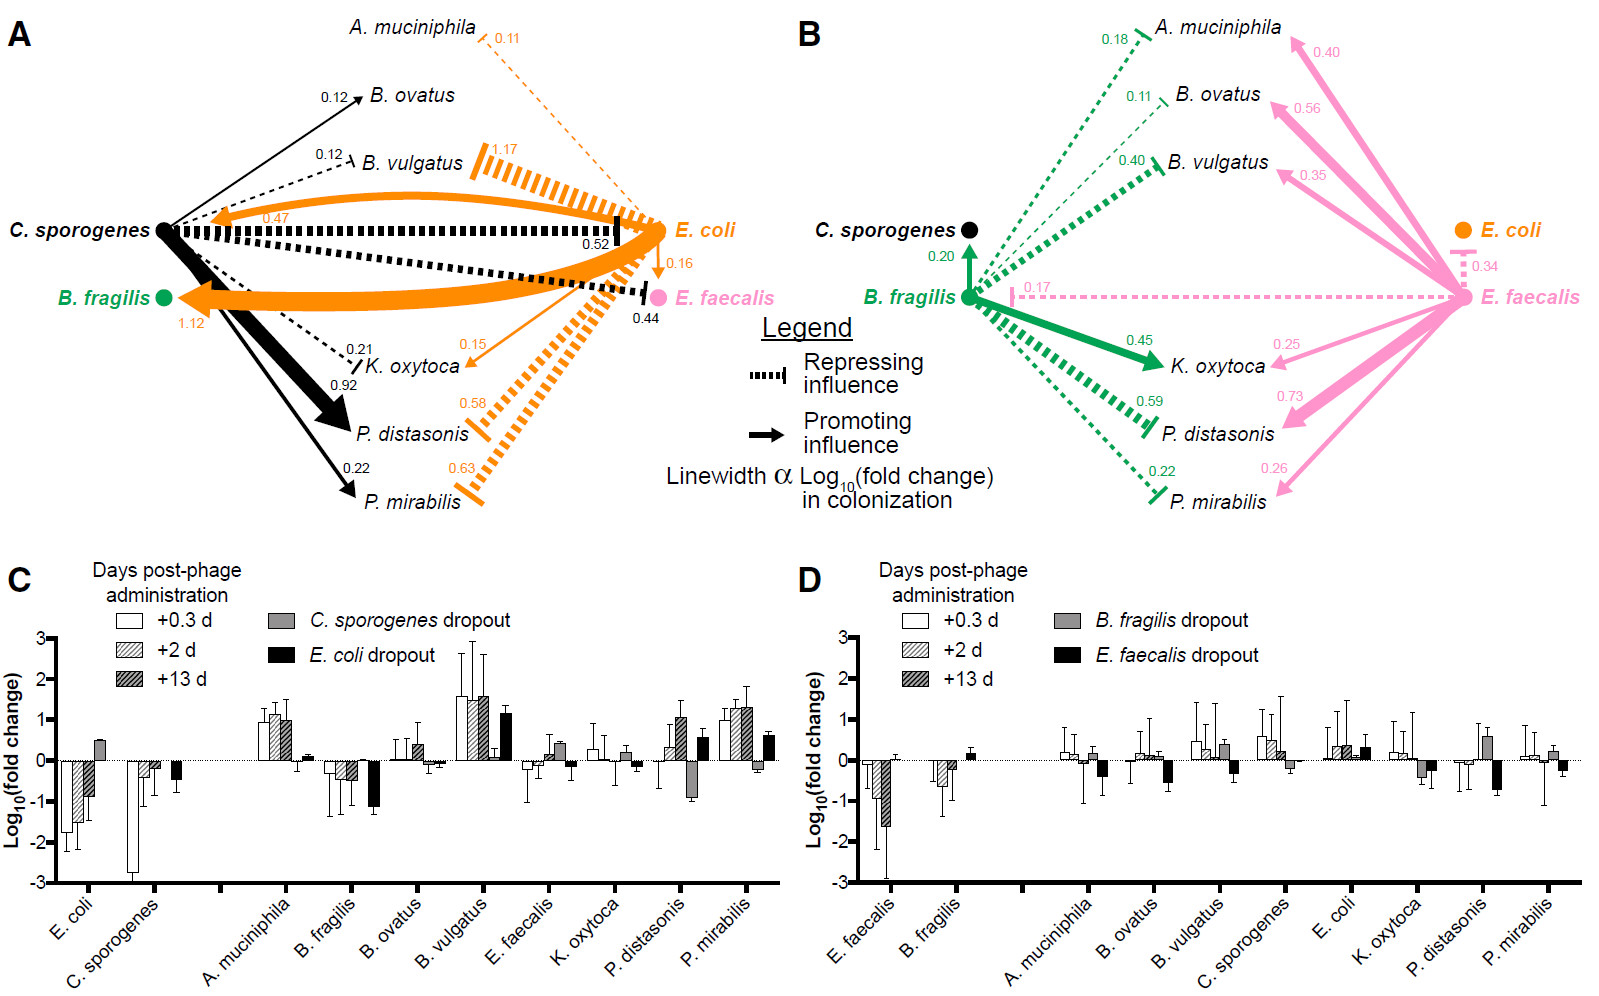 A
A. muciniphila
0.11
0.12
B. ovatus
0.12
B. vulgatus
1.17
C. sporogenes
0.47
0.52
E. coli
0.16
B. fragilis
1.12
E. faecalis
0.44
0.21
K. oxytoca
0.15
0.92
0.58
P. distasonis
0.22
0.63
P. mirabilis
Legend
Repressing
influence
Promoting
influence
Linewidth α Log10(fold change)
in colonization
B
0.18
A. muciniphila
0.40
0.11
B. ovatus
0.56
0.40
B. vulgatus
0.35
C. sporogenes
E. coli
0.20
0.34
B. fragilis
0.17
E. faecalis
0.45
K. oxytoca
0.25
0.59
0.73
P. distasonis
0.22
0.26
P. mirabilis
C
Days post-phage
administration
+0.3 d
+2 d
+13 d
C. sporogenes dropout
E. coli dropout
Log10(fold change)
3
2
1
0
-1
-2
-3
E. coli
C. sporogenes
A. muciniphila
B. fragilis
B. ovatus
B. vulgatus
E. faecalis
K. oxytoca
P. distasonis
P. mirabilis
D
Days post-phage
administration
+0.3 d
+2 d
+13 d
B. fragilis dropout
E. faecalis dropout
Log10(fold change)
3
2
1
0
-1
-2
-3
E. faecalis
B. fragilis
A. muciniphila
B. ovatus
B. vulgatus
C. sporogenes
E. coli
K. oxytoca
P. distasonis
P. mirabilis